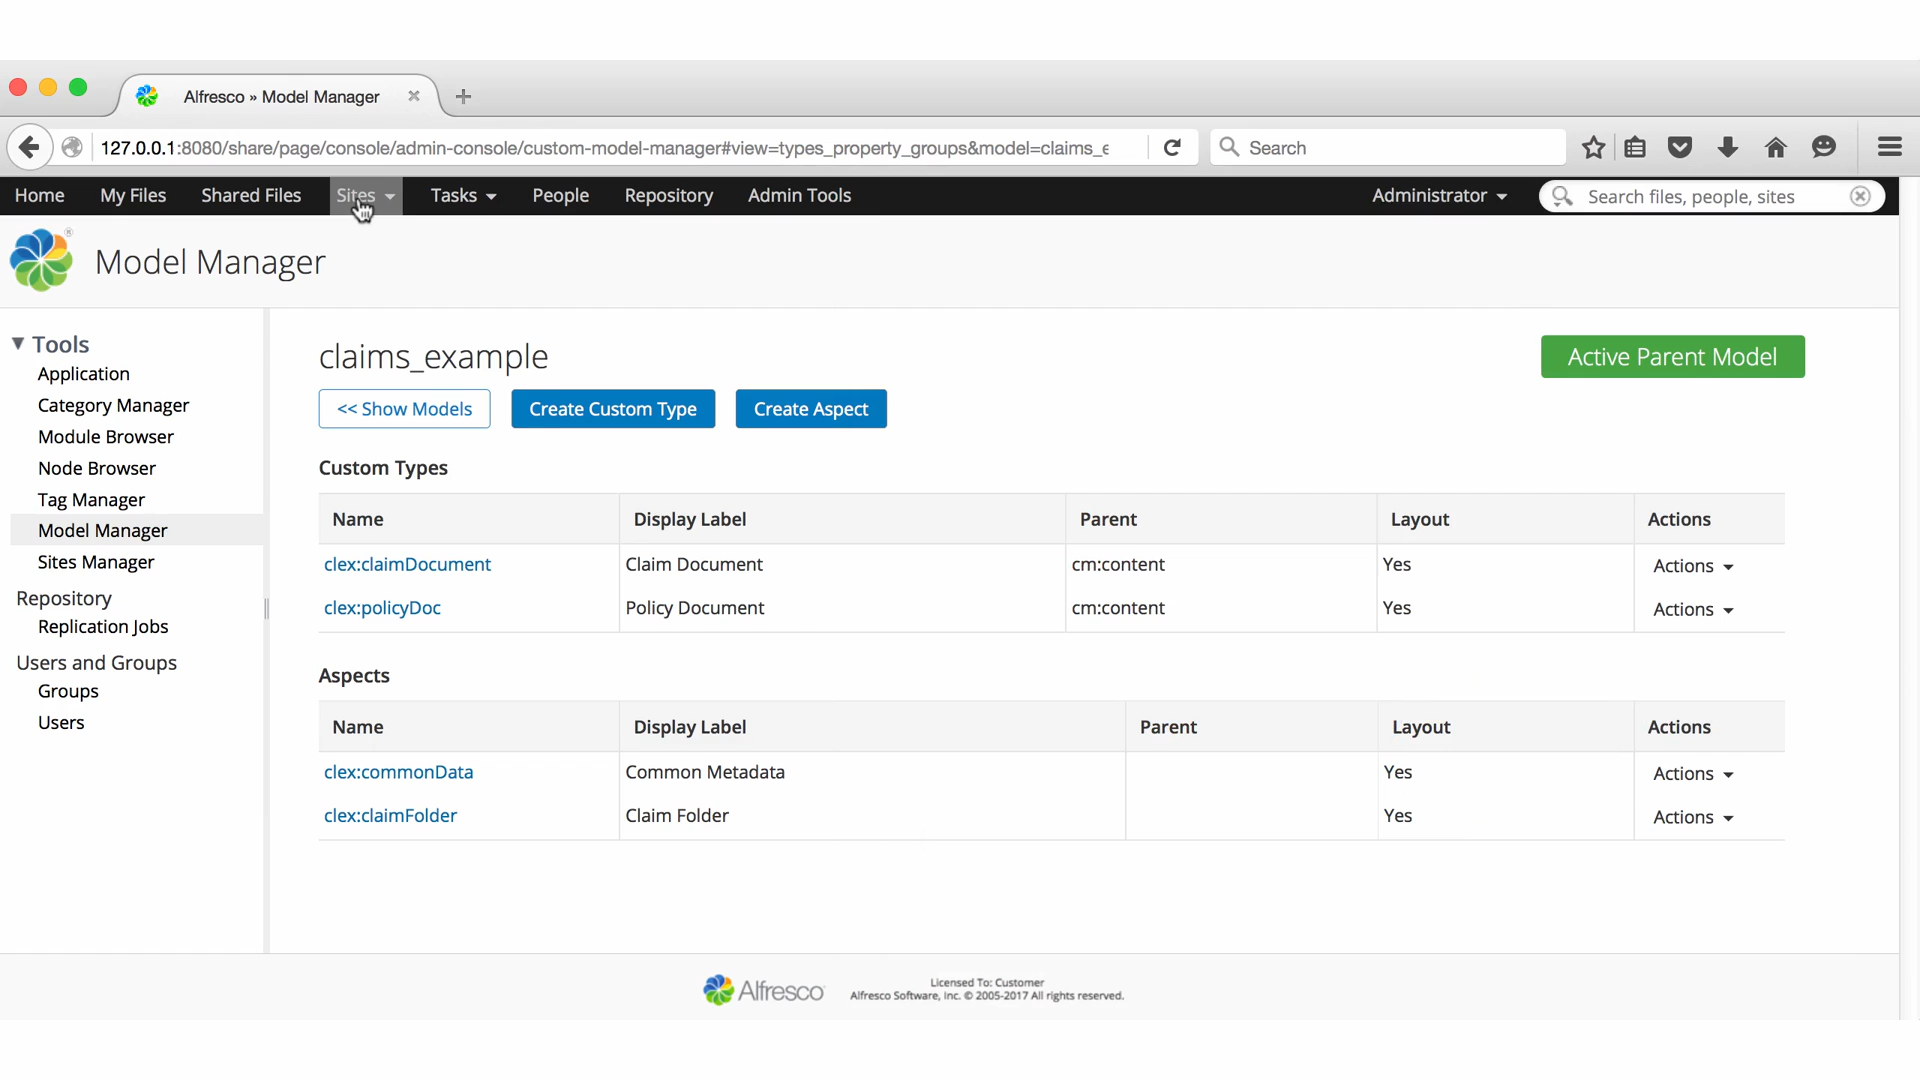 Alfresco » Model Manager
127.0.0.1:8080/share/page/console/admin-console/custom-model-manager#view=types_property_groups&model=claims_e
Search
Home My Files Shared Files Sites Tasks People Repository Admin Tools Administrator Search files, people, sites
Model Manager
Tools
Application
Category Manager
Module Browser
Node Browser
Tag Manager
Model Manager
Sites Manager
Repository
Replication Jobs
Users and Groups
Groups
Users
claims_example
Active Parent Model
<< Show Models Create Custom Type Create Aspect
Custom Types
Name Display Label Parent Layout Actions
clex:claimDocument Claim Document cm:content Yes Actions
clex:policyDoc Policy Document cm:content Yes Actions
Aspects
Name Display Label Parent Layout Actions
clex:commonData Common Metadata Yes Actions
clex:claimFolder Claim Folder Yes Actions
Alfresco
Licensed To: Customer
Alfresco Software, Inc. © 2005-2017 All rights reserved.